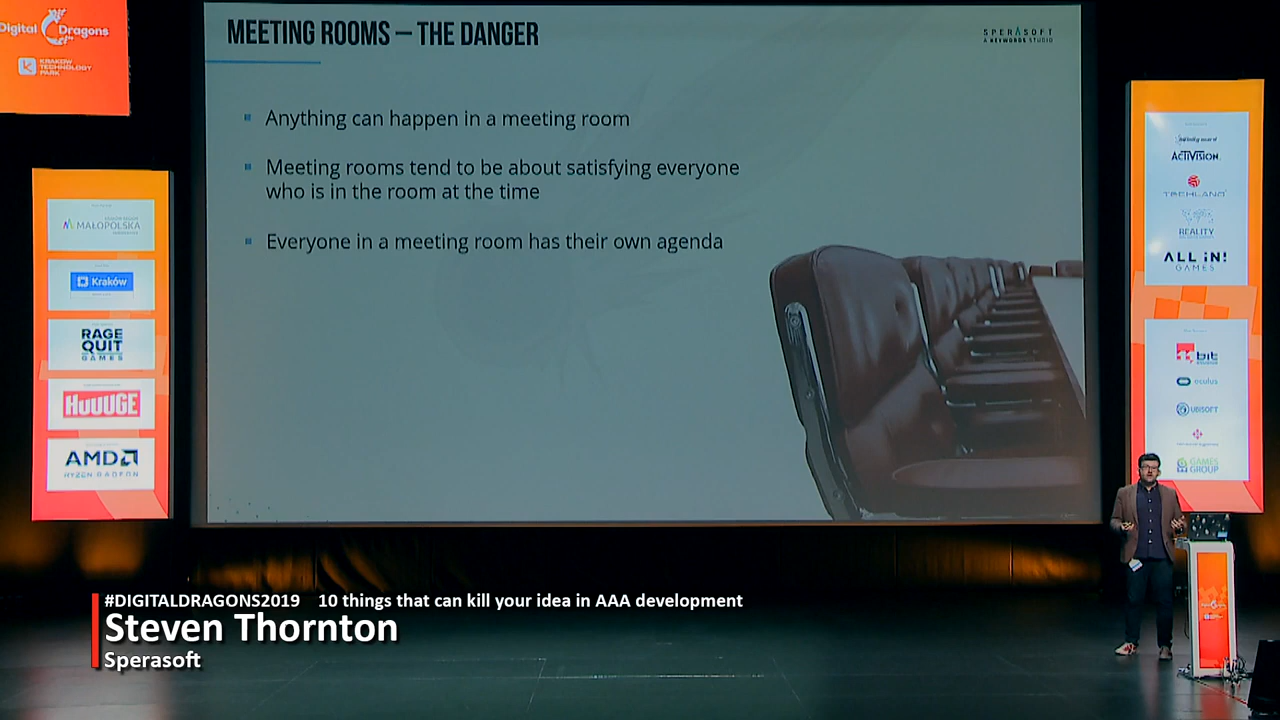 Digital Dragons
KRAKOW
TECHNOLOGY
PARK
MEETING ROOMS – THE DANGER
SPERASOFT
A KEYWORDS STUDIO
Anything can happen in a meeting room
Meeting rooms tend to be about satisfying everyone
who is in the room at the time
Everyone in a meeting room has their own agenda
MAŁOPOLSKA
Kraków
RAGE
QUIT
GAMES
HUUUGE
AMD
RYZEN RADEON
ACTIVISION
TECHLAND
REALITY
ALL iN!
GAMES
11 bit
oculus
UBISOFT
GAMES
GROUP
#DIGITALDRAGONS2019 10 things that can kill your idea in AAA development
Steven Thornton
Sperasoft